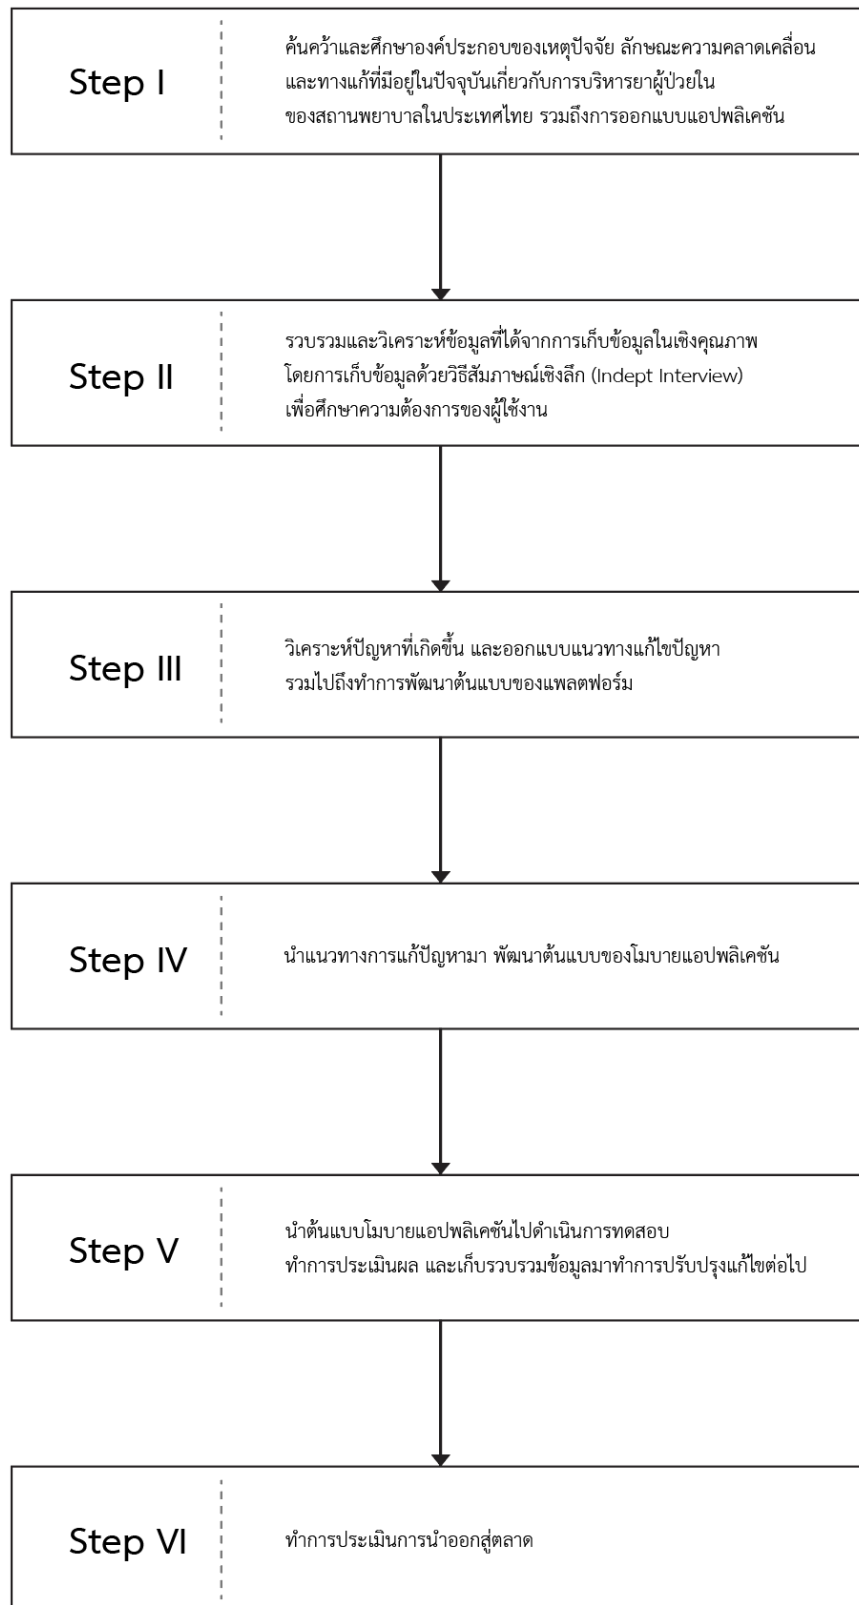 Step I
ค้นคว้าและศึกษาองค์ประกอบของเหตุปัจจัย ลักษณะความคลาดเคลื่อน
และทางแก้ที่มีอยู่ในปัจจุบันเกี่ยวกับการบริหารยาผู้ป่วยใน
ของสถานพยาบาลในประเทศไทย รวมถึงการออกแบบแอปพลิเคชัน
Step II
รวบรวมและวิเคราะห์ข้อมูลที่ได้จากการเก็บข้อมูลในเชิงคุณภาพ
โดยการเก็บข้อมูลด้วยวิธีสัมภาษณ์เชิงลึก (Indept Interview)
เพื่อศึกษาความต้องการของผู้ใช้งาน
Step III
วิเคราะห์ปัญหาที่เกิดขึ้น และออกแบบแนวทางแก้ไขปัญหา
รวมไปถึงทำการพัฒนาต้นแบบของแพลตฟอร์ม
Step IV
นำแนวทางการแก้ปัญหามา พัฒนาต้นแบบของโมบายแอปพลิเคชัน
Step V
นำต้นแบบโมบายแอปพลิเคชันไปดำเนินการทดสอบ
ทำการประเมินผล และเก็บรวบรวมข้อมูลมาทำการปรับปรุงแก้ไขต่อไป
Step VI
ทำการประเมินการนำออกสู่ตลาด